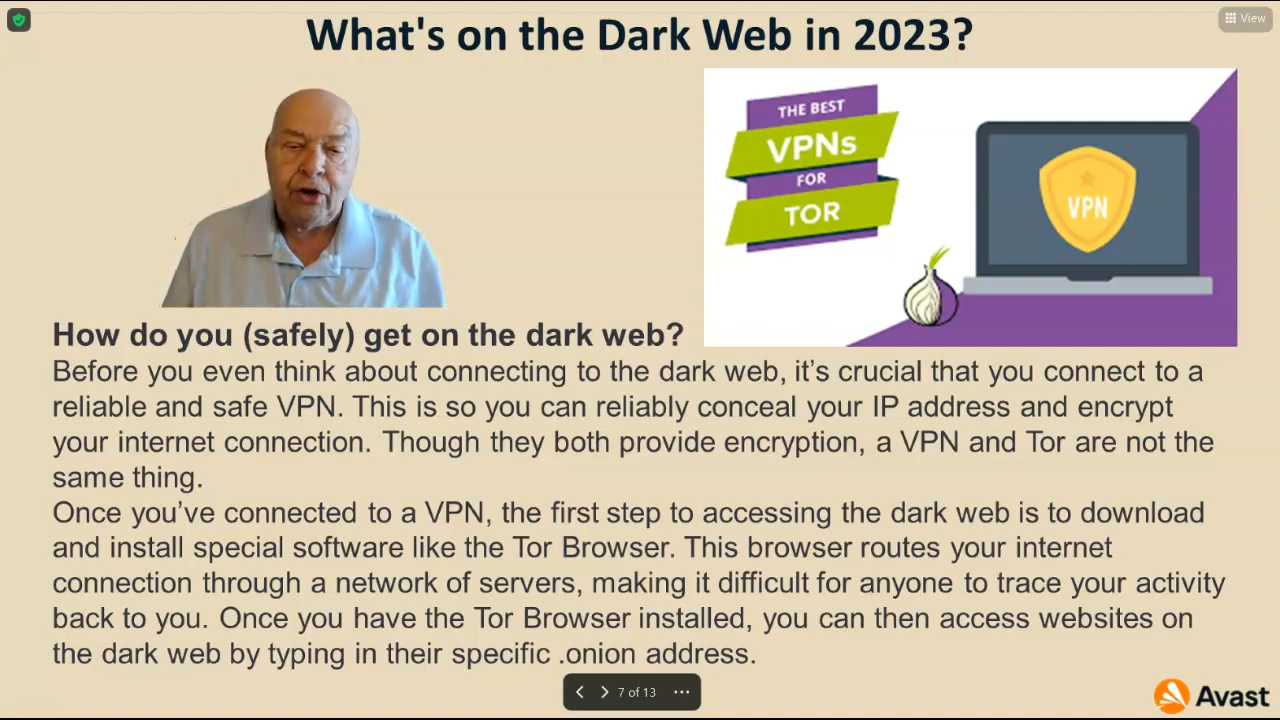 What's on the Dark Web in 2023?
View
THE BEST
VPNs
FOR
TOR
VPN
How do you (safely) get on the dark web?
Before you even think about connecting to the dark web, it’s crucial that you connect to a
reliable and safe VPN. This is so you can reliably conceal your IP address and encrypt
your internet connection. Though they both provide encryption, a VPN and Tor are not the
same thing.
Once you’ve connected to a VPN, the first step to accessing the dark web is to download
and install special software like the Tor Browser. This browser routes your internet
connection through a network of servers, making it difficult for anyone to trace your activity
back to you. Once you have the Tor Browser installed, you can then access websites on
the dark web by typing in their specific .onion address.
7 of 13
Avast